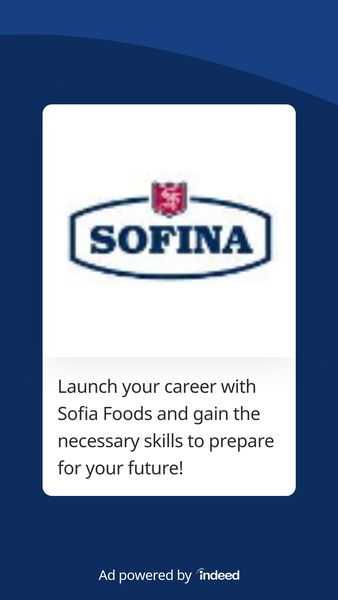 SOFINA
Launch your career with
Sofia Foods and gain the
necessary skills to prepare
for your future!
Ad powered by indeed